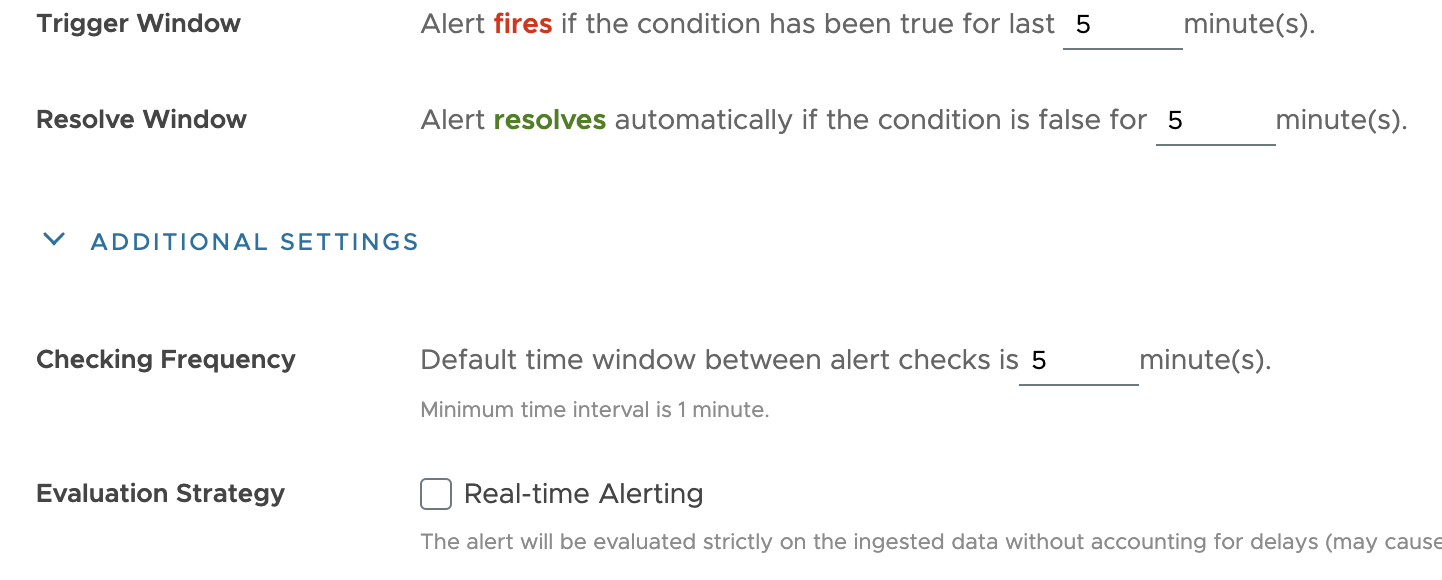 Trigger Window Alert fires if the condition has been true for last 5 minute(s).
Resolve Window Alert resolves automatically if the condition is false for 5 minute(s).
ADDITIONAL SETTINGS
Checking Frequency Default time window between alert checks is 5 minute(s).
Minimum time interval is 1 minute.
Evaluation Strategy Real-time Alerting
The alert will be evaluated strictly on the ingested data without accounting for delays (may cause